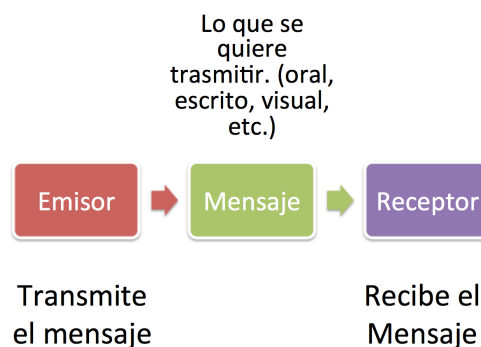 Lo que se
quiere
trasmitir. (oral,
escrito, visual,
etc.)
Emisor
Mensaje
Receptor
Transmite
el mensaje
Recibe el
Mensaje